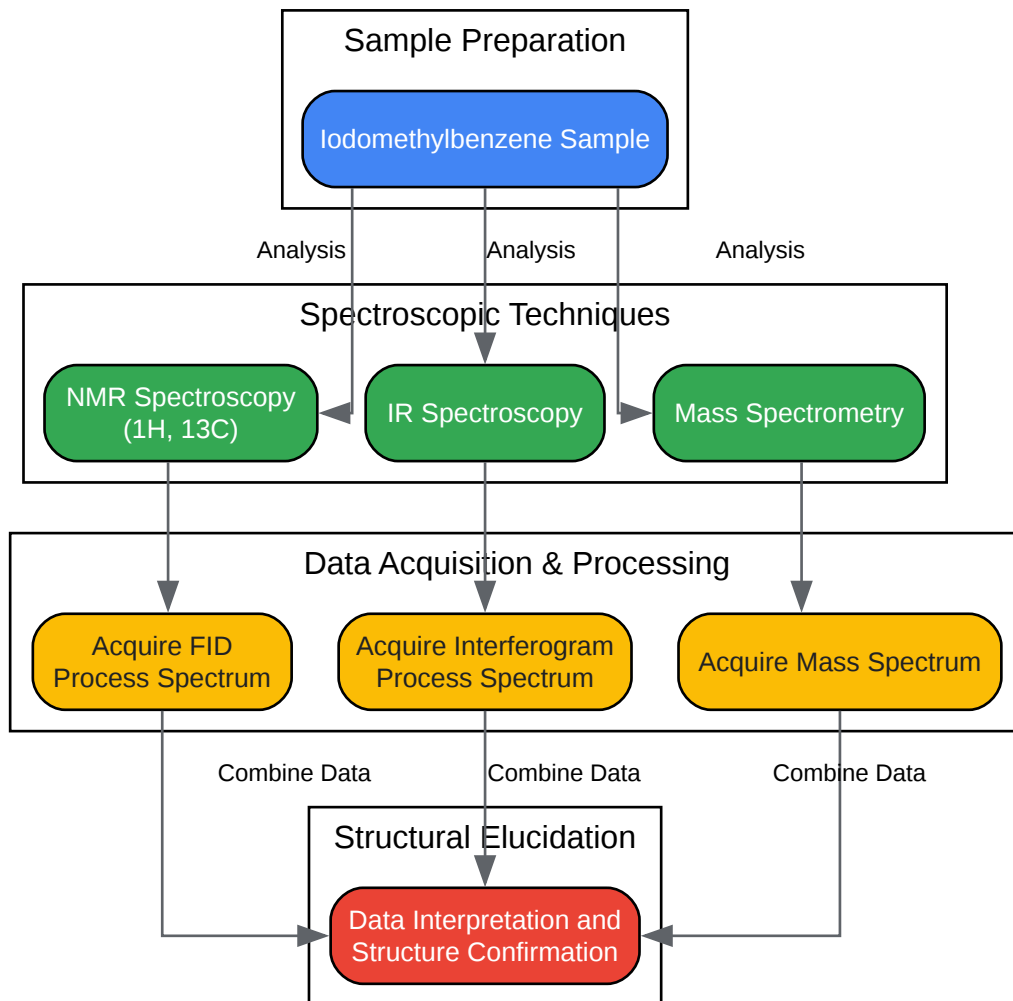 Sample Preparation
Iodomethylbenzene Sample
Analysis
Analysis
Analysis
Spectroscopic Techniques
NMR Spectroscopy
(1H, 13C)
IR Spectroscopy
Mass Spectrometry
Data Acquisition & Processing
Acquire FID
Process Spectrum
Acquire Interferogram
Process Spectrum
Acquire Mass Spectrum
Combine Data
Combine Data
Combine Data
Structural Elucidation
Data Interpretation and
Structure Confirmation